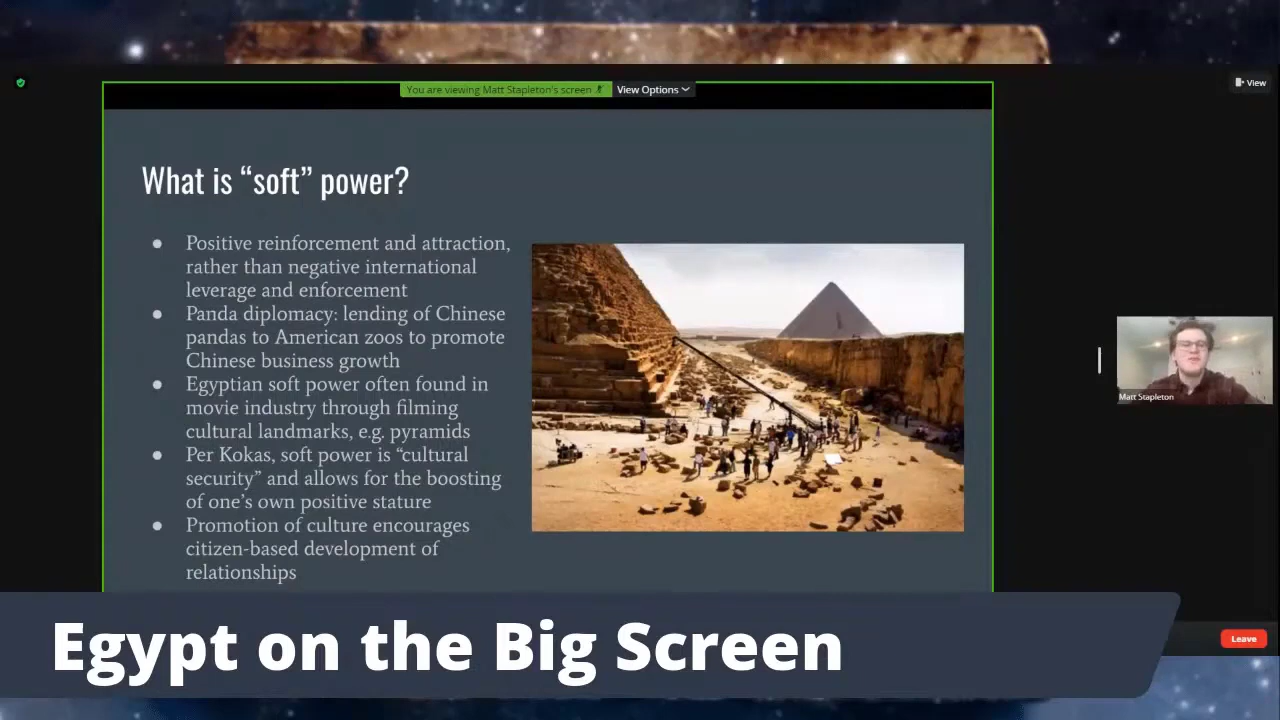 You are viewing Matt Stapleton's screen
View Options
View
What is “soft” power?
● Positive reinforcement and attraction,
rather than negative international
leverage and enforcement
● Panda diplomacy: lending of Chinese
pandas to American zoos to promote
Chinese business growth
● Egyptian soft power often found in
movie industry through filming
cultural landmarks, e.g. pyramids
● Per Kokas, soft power is “cultural
security” and allows for the boosting
of one’s own positive stature
● Promotion of culture encourages
citizen-based development of
relationships
Matt Stapleton
Leave
Egypt on the Big Screen